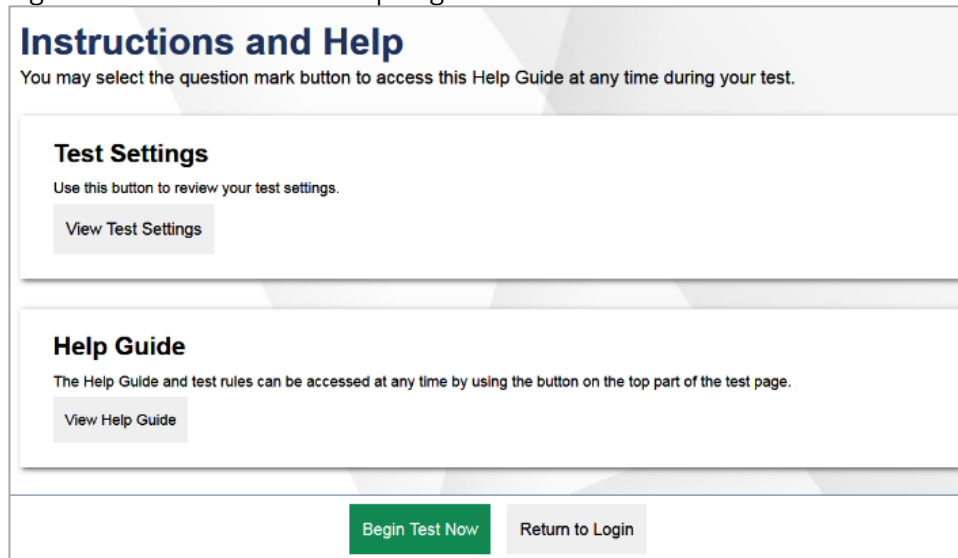 Instructions and Help
You may select the question mark button to access this Help Guide at any time during your test.
Test Settings
Use this button to review your test settings.
View Test Settings
Help Guide
The Help Guide and test rules can be accessed at any time by using the button on the top part of the test page.
View Help Guide
Begin Test Now
Return to Login